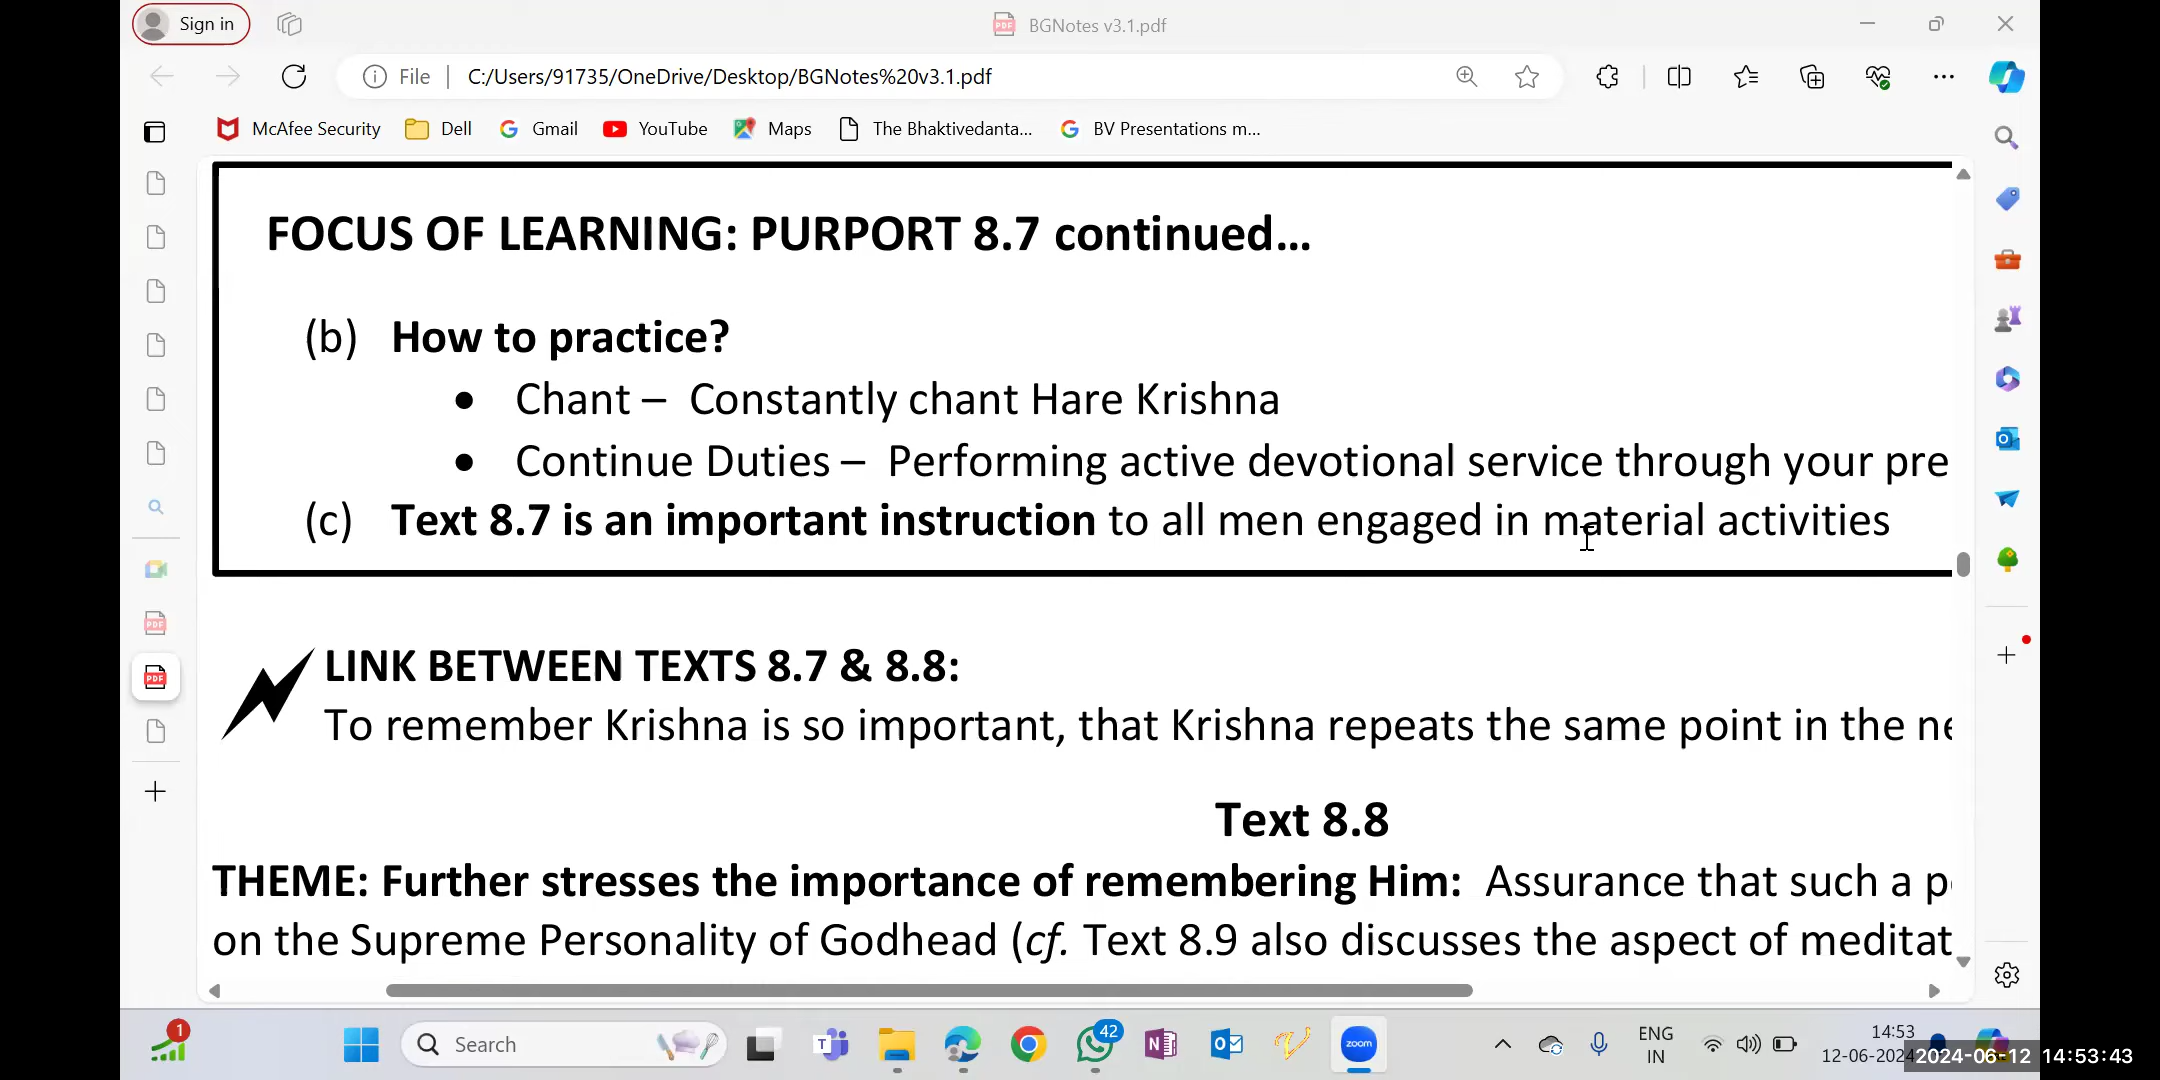 Sign in
BGNotes v3.1.pdf
File
C:/Users/91735/OneDrive/Desktop/BGNotes%20v3.1.pdf
McAfee Security
Dell
Gmail
YouTube
Maps
The Bhaktivedanta...
BV Presentations m...
FOCUS OF LEARNING: PURPORT 8.7 continued...
(b) How to practice?
• Chant – Constantly chant Hare Krishna
• Continue Duties – Performing active devotional service through your pre
(c) Text 8.7 is an important instruction to all men engaged in material activities
LINK BETWEEN TEXTS 8.7 & 8.8:
To remember Krishna is so important, that Krishna repeats the same point in the ne
Text 8.8
THEME: Further stresses the importance of remembering Him: Assurance that such a p
on the Supreme Personality of Godhead (cf. Text 8.9 also discusses the aspect of meditat
1
Search
42
zoom
ENG
IN
14:53
12-06-2024
2024-06-12 14:53:43